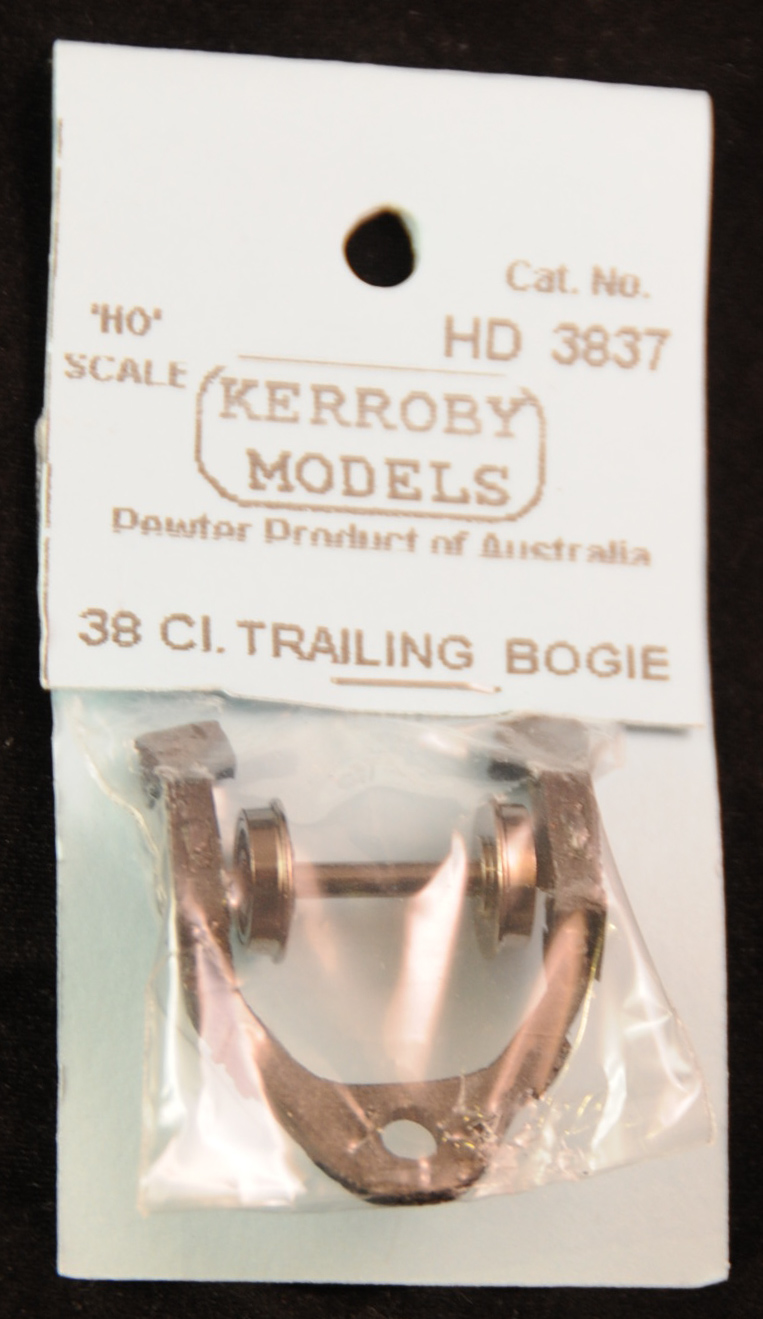 Cat. No.
'HO' HD 3837
SCALE
KERROBY
MODELS
Pewter Product of Australia
38 Cl. TRAILING BOGIE